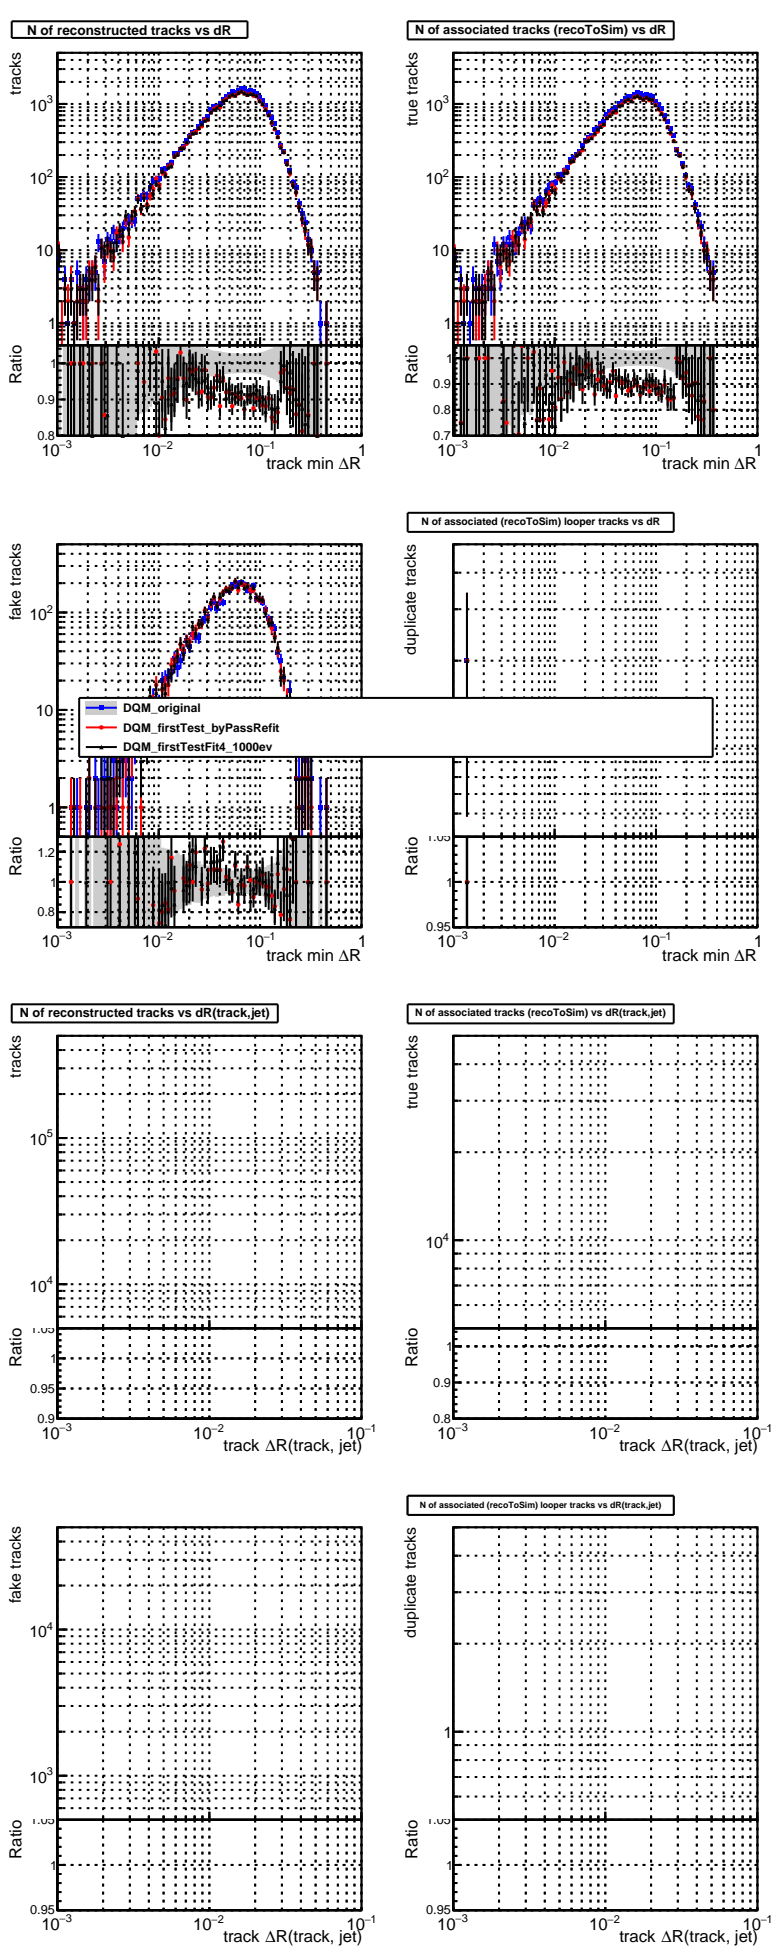 N of reconstructed tracks vs dR
tracks
10³
10²
10
1
Ratio
1
0.9
0.8
10⁻³ 10⁻² 10⁻¹ 1
track min ΔR
N of associated tracks (recoToSim) vs dR
true tracks
10³
10²
10
1
Ratio
1
0.9
0.8
0.7
10⁻³ 10⁻² 10⁻¹ 1
track min ΔR
fake tracks
10²
10
1
Ratio
1.2
1
0.8
10⁻³ 10⁻² 10⁻¹ 1
track min ΔR
N of associated (recoToSim) looper tracks vs dR
duplicate tracks
Ratio
1.05
1
0.95
10⁻³ 10⁻² 10⁻¹ 1
track min ΔR
DQM_original
DQM_firstTest_byPassRefit
DQM_firstTestFit4_1000ev
N of reconstructed tracks vs dR(track,jet)
tracks
10⁵
10⁴
Ratio
1.05
1
0.95
0.9
10⁻³ 10⁻² 10⁻¹
track ΔR(track, jet)
N of associated tracks (recoToSim) vs dR(track,jet)
true tracks
10⁴
Ratio
1
0.9
0.8
10⁻³ 10⁻² 10⁻¹
track ΔR(track, jet)
fake tracks
10⁴
10³
Ratio
1.05
1
0.95
10⁻³ 10⁻² 10⁻¹
track ΔR(track, jet)
N of associated (recoToSim) looper tracks vs dR(track,jet)
duplicate tracks
1
Ratio
1.05
1
0.95
10⁻³ 10⁻² 10⁻¹
track ΔR(track, jet)